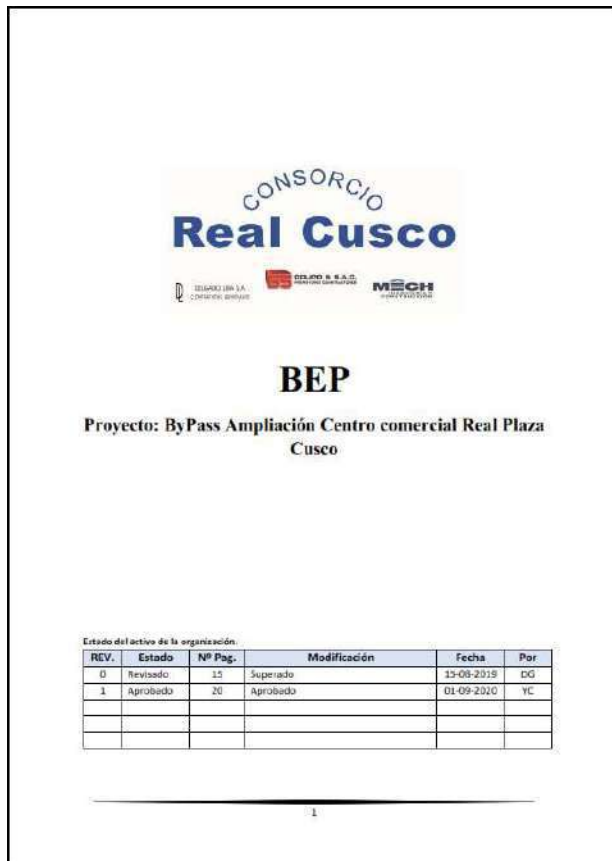 CONSORCIO
Real Cusco
MECH
BEP
Proyecto: ByPass Ampliación Centro comercial Real Plaza
Cusco
Estado del activo de la organización.
REV. Estado Nº Pag. Modificación Fecha Por
0 Revisado 15 Superado 15-08-2019 DG
1 Aprobado 20 Aprobado 01-09-2020 YC
1